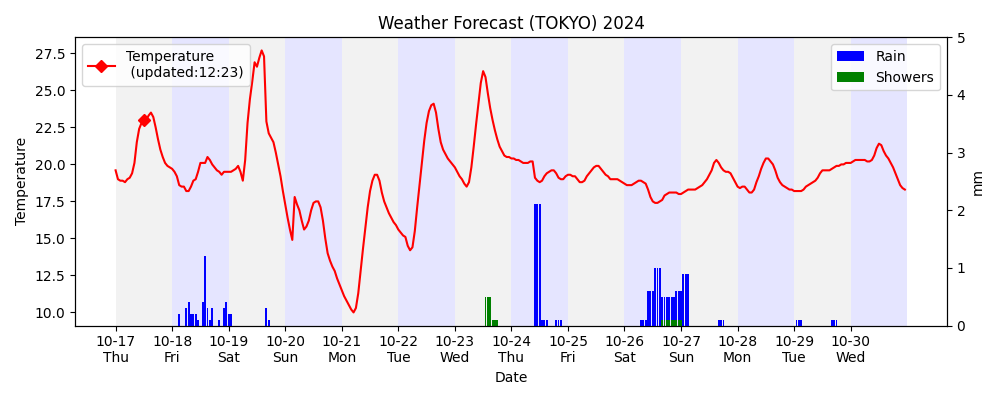 Weather Forecast (TOKYO) 2024
Temperature
(updated:12:23)
Rain
Showers
Temperature
27.5
25.0
22.5
20.0
17.5
15.0
12.5
10.0
5
4
3
2
1
0
mm
10-17 10-18 10-19 10-20 10-21 10-22 10-23 10-24 10-25 10-26 10-27 10-28 10-29 10-30
Thu Fri Sat Sun Mon Tue Wed Thu Fri Sat Sun Mon Tue Wed
Date